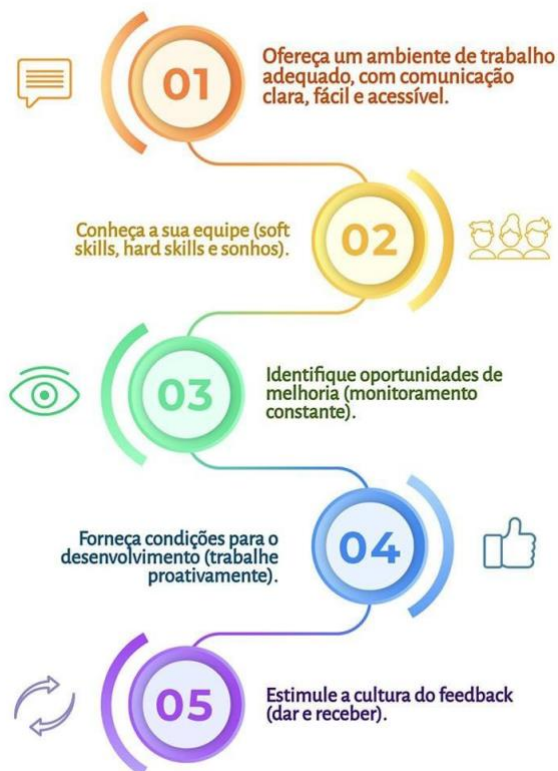 01
Ofereça um ambiente de trabalho
adequado, com comunicação
clara, fácil e acessível.
02
Conheça a sua equipe (soft
skills, hard skills e sonhos).
03
Identifique oportunidades de
melhoria (monitoramento
constante).
04
Forneça condições para o
desenvolvimento (trabalhe
proativamente).
05
Estimule a cultura do feedback
(dar e receber).